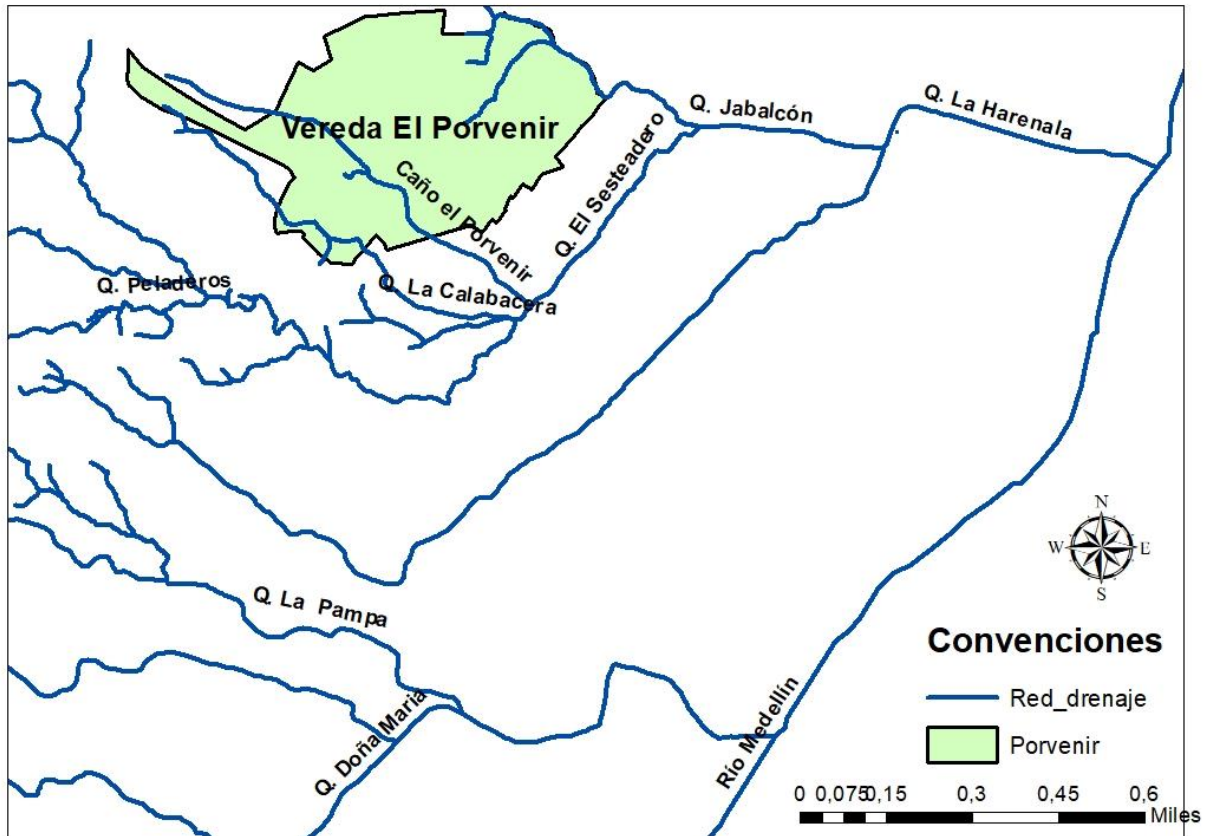 Q. Jabalcón
Q. La Harenala
Vereda El Porvenir
Q. El Sesteadero
Caño el Porvenir
Q. Peladeros
Q. La Calabacera
N
W E
S
Q. La Pampa
Convenciones
Red_drenaje
Porvenir
Q. Doña Maria
Río Medellín
0 0,075 0,15 0,3 0,45 0,6
Miles